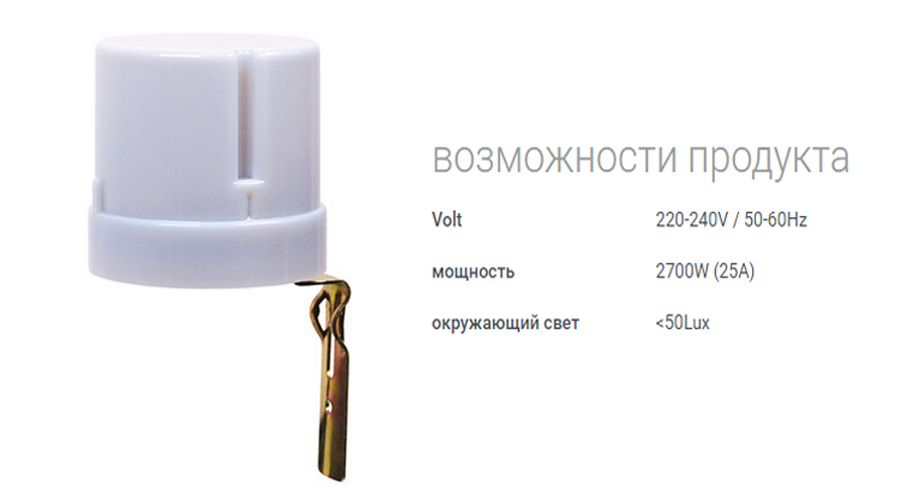 возможности продукта
Volt 220-240V / 50-60Hz
мощность 2700W (25A)
окружающий свет <50Lux